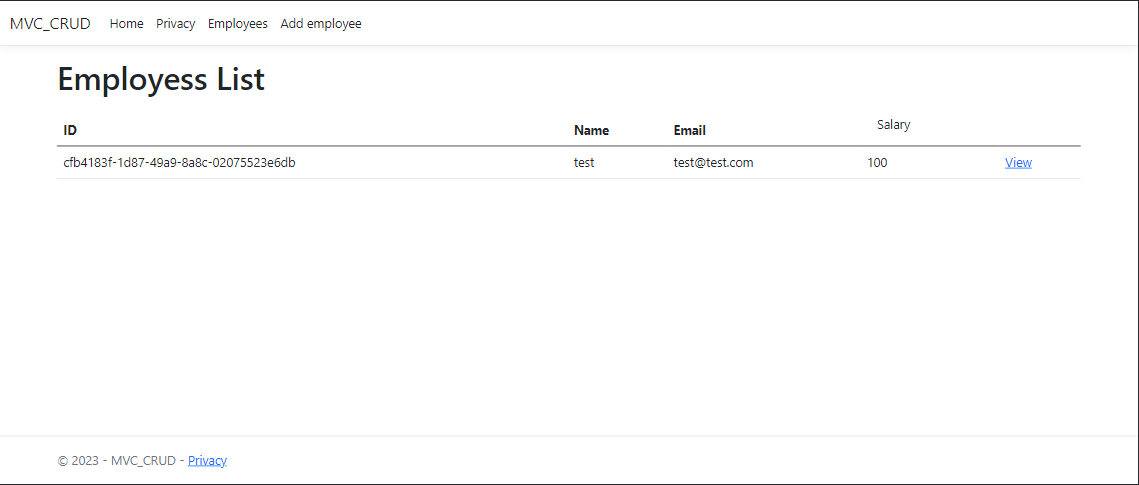 MVC_CRUD Home Privacy Employees Add employee
Employess List
ID Name Email Salary
cfb4183f-1d87-49a9-8a8c-02075523e6db test test@test.com 100 View
© 2023 - MVC_CRUD - Privacy